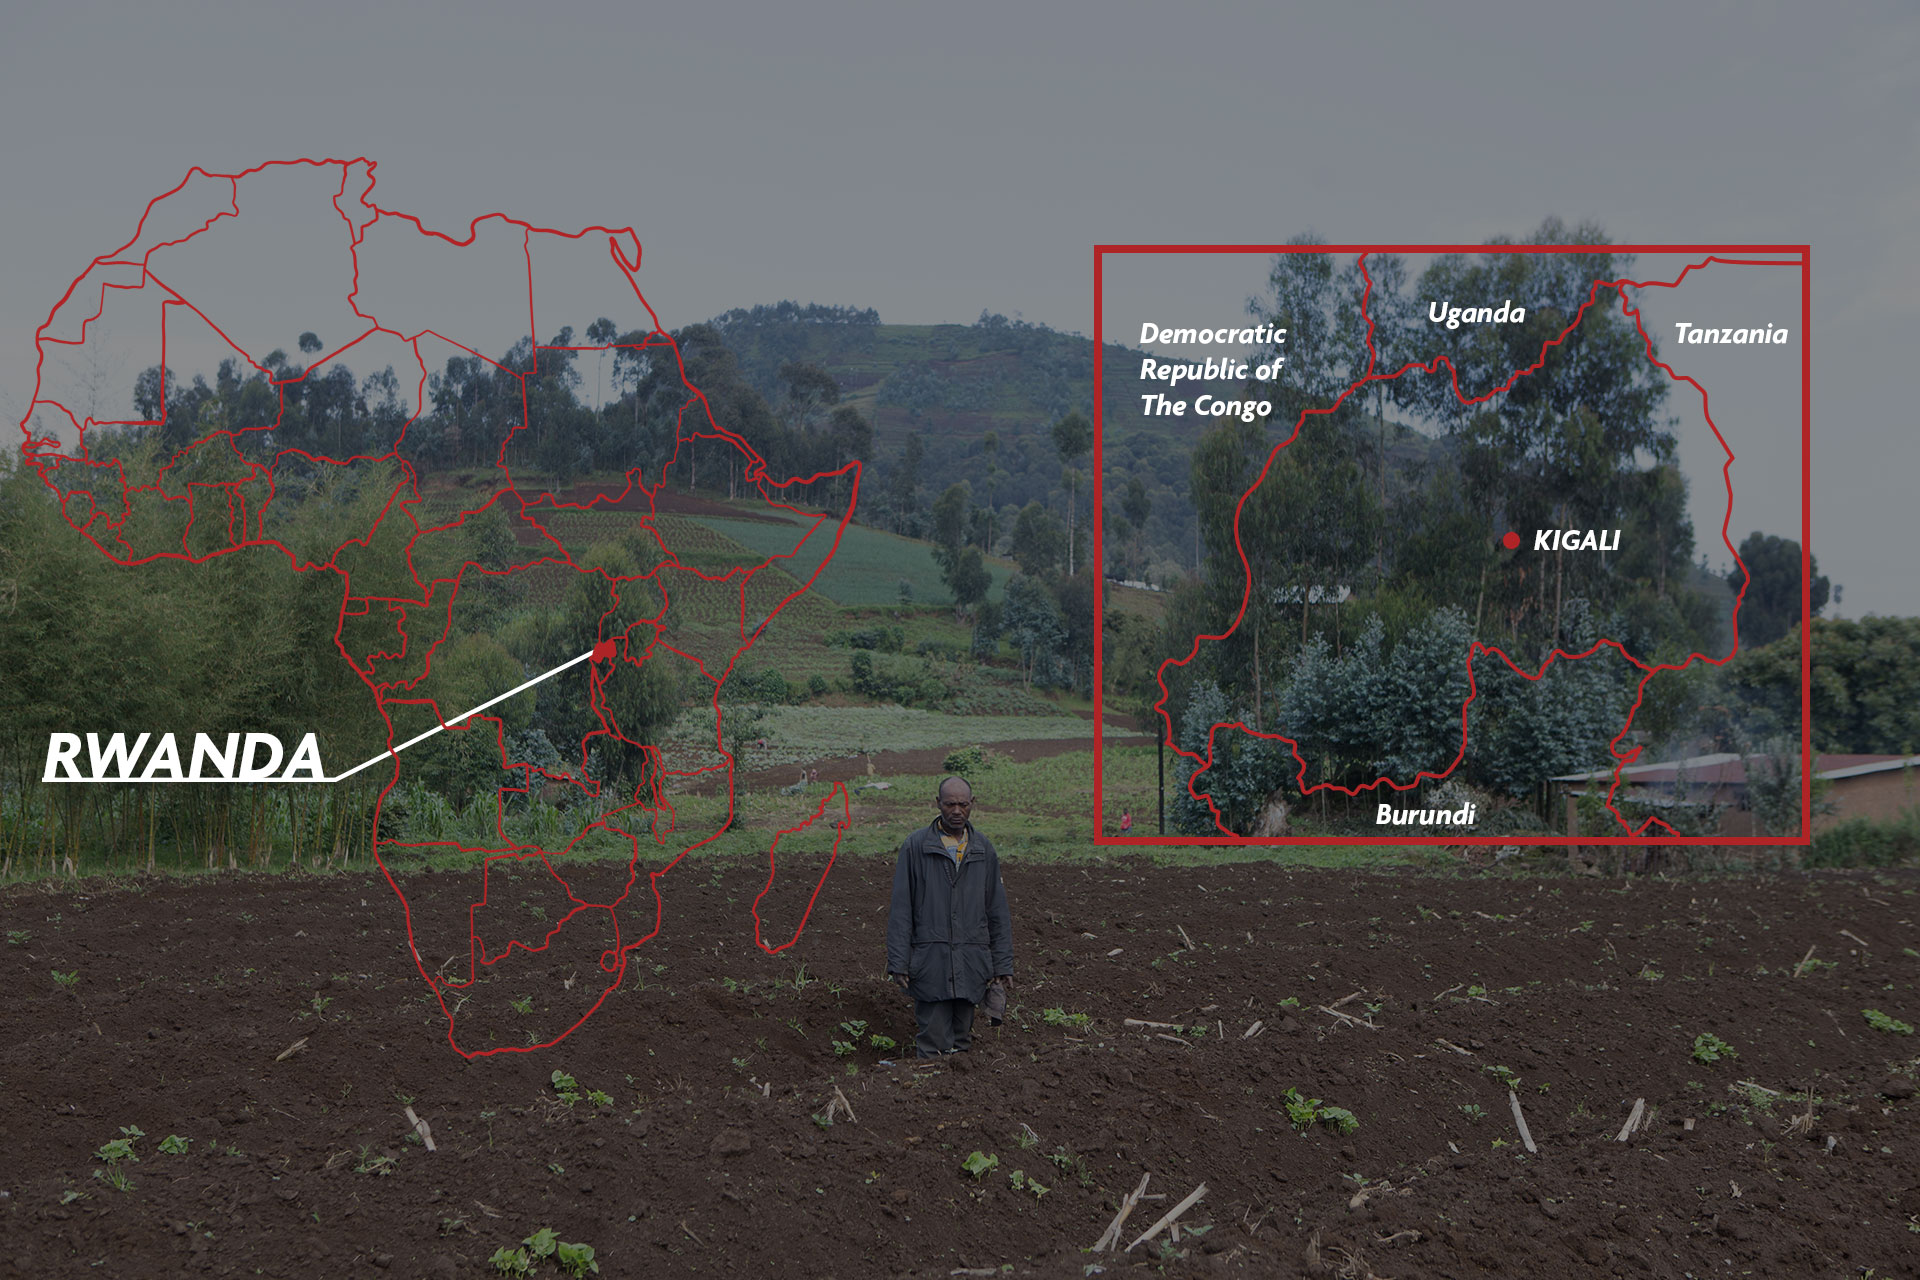 RWANDA
Democratic
Republic of
The Congo
Uganda
Tanzania
KIGALI
Burundi